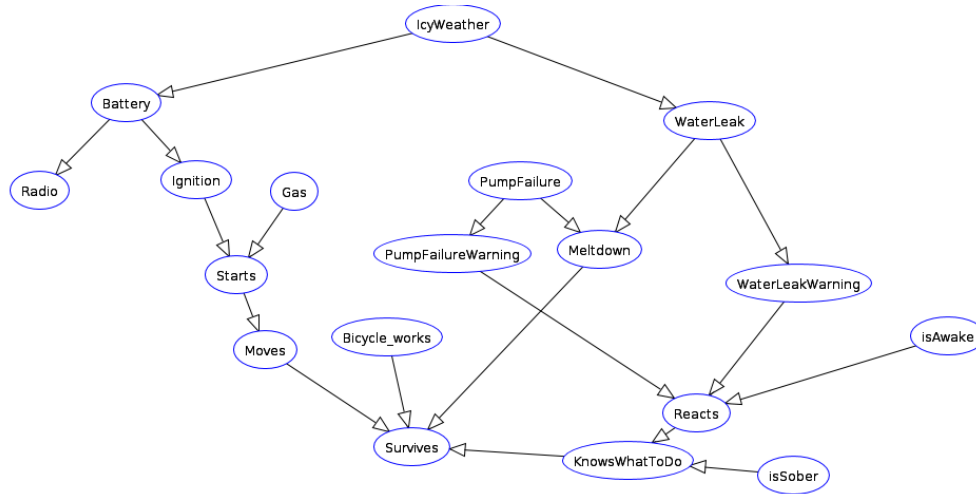 IcyWeather
Battery
WaterLeak
Radio
Ignition
Gas
PumpFailure
PumpFailureWarning
Meltdown
Starts
WaterLeakWarning
Bicycle_works
isAwake
Moves
Reacts
Survives
KnowsWhatToDo
isSober